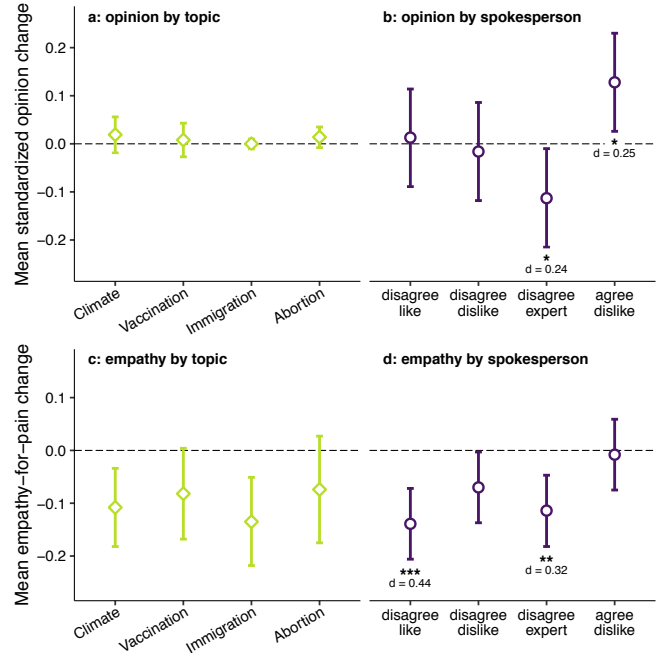 a: opinion by topic
b: opinion by spokesperson
Mean standardized opinion change
0.2
0.1
0.0
−0.1
−0.2
*
d = 0.24
*
d = 0.25
Climate
Vaccination
Immigration
Abortion
disagree
like
disagree
dislike
disagree
expert
agree
dislike
c: empathy by topic
d: empathy by spokesperson
Mean empathy−for−pain change
0.1
0.0
−0.1
−0.2
***
d = 0.44
**
d = 0.32
Climate
Vaccination
Immigration
Abortion
disagree
like
disagree
dislike
disagree
expert
agree
dislike